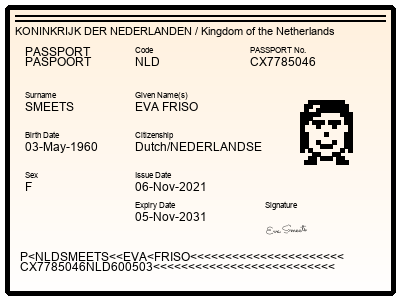 KONINKRIJK DER NEDERLANDEN / Kingdom of the Netherlands
PASSPORT
PASPOORT
Code
NLD
PASSPORT No.
CX7785046
Surname
SMEETS
Given Name(s)
EVA FRISO
Birth Date
03-May-1960
Citizenship
Dutch/NEDERLANDSE
Sex
F
Issue Date
06-Nov-2021
Expiry Date
05-Nov-2031
Signature
Eva Smeets
P<NLDSMEETS<<EVA<FRISO<<<<<<<<<<<<<<<<<<<<<<
CX7785046NLD600503<<<<<<<<<<<<<<<<<<<<<<<<<<